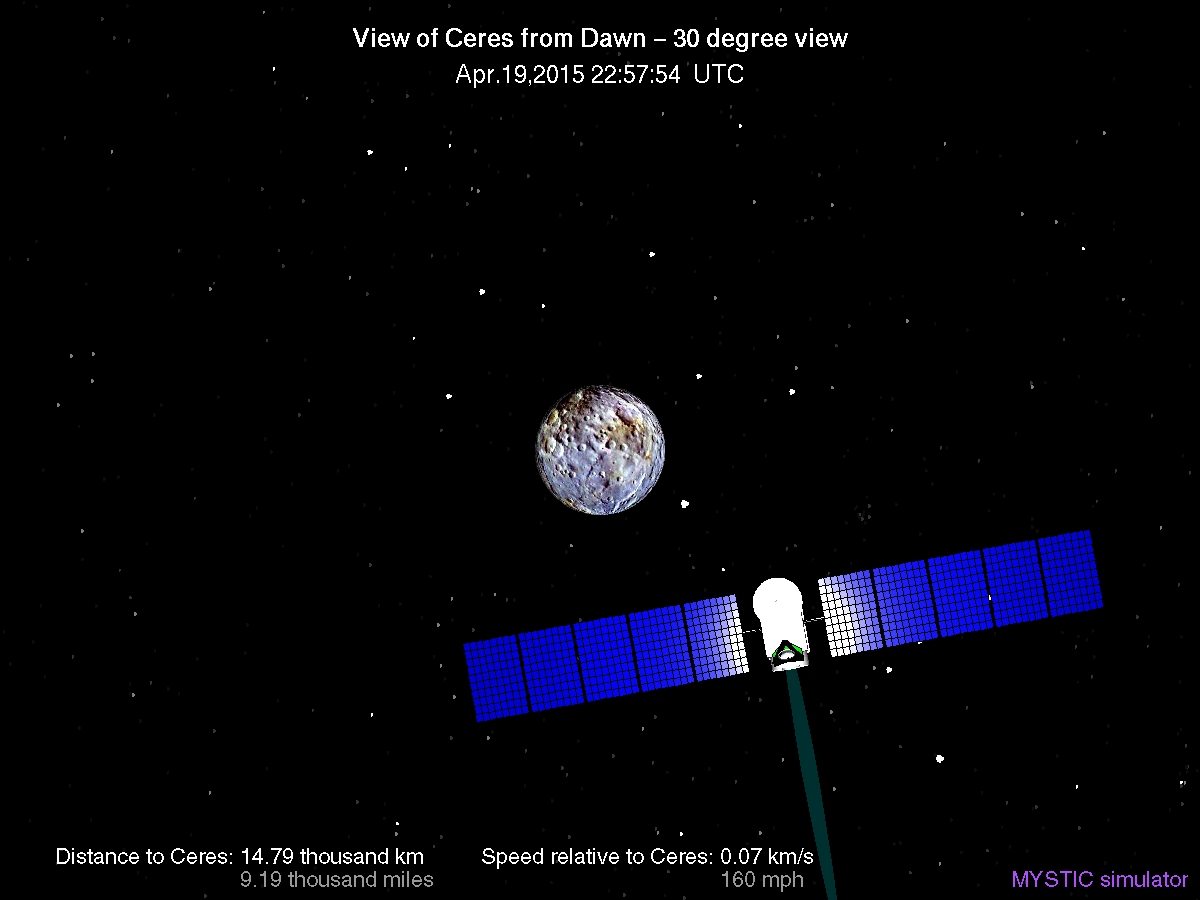 View of Ceres from Dawn – 30 degree view
Apr.19,2015 22:57:54 UTC
Distance to Ceres: 14.79 thousand km
9.19 thousand miles
Speed relative to Ceres: 0.07 km/s
160 mph
MYSTIC simulator